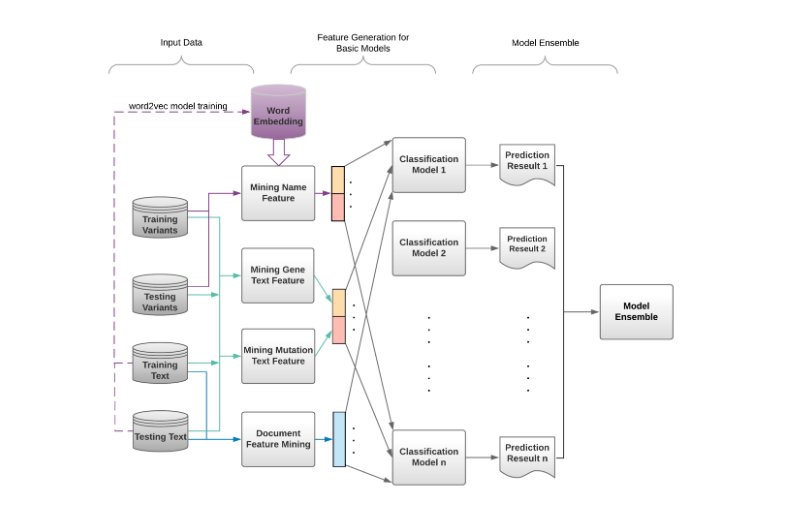 Input Data
Feature Generation for
Basic Models
Model Ensemble
word2vec model training
Word
Embedding
Mining Name
Feature
Classification
Model 1
Prediction
Reseult 1
Training
Variants
Classification
Model 2
Prediction
Reseult 2
Mining Gene
Text Feature
Testing
Variants
Model
Ensemble
Mining Mutation
Text Feature
Training
Text
Testing Text
Document
Feature Mining
Classification
Model n
Prediction
Reseult n